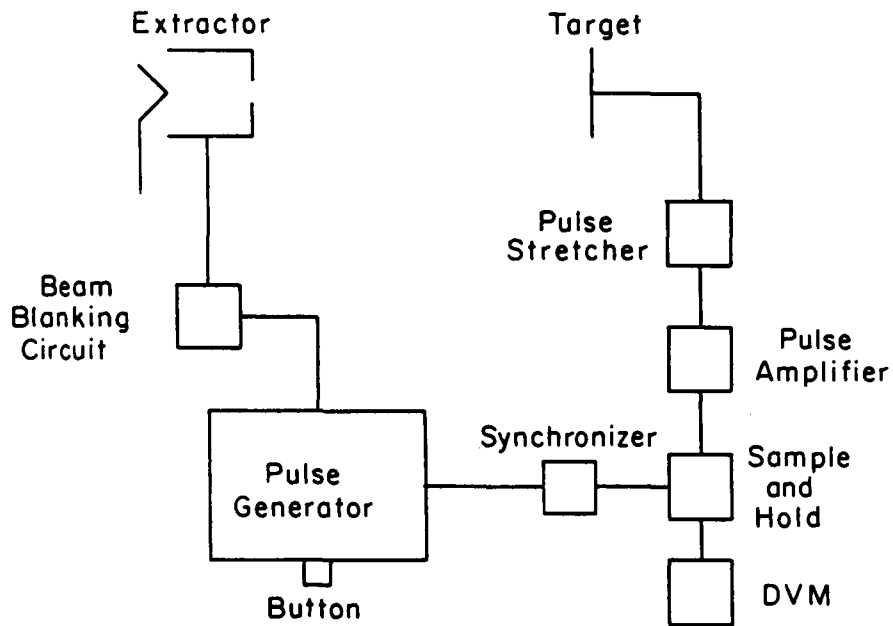 Extractor
Target
Pulse
Stretcher
Beam
Blanking
Circuit
Pulse
Amplifier
Synchronizer
Sample
and
Hold
Pulse
Generator
Button
DVM